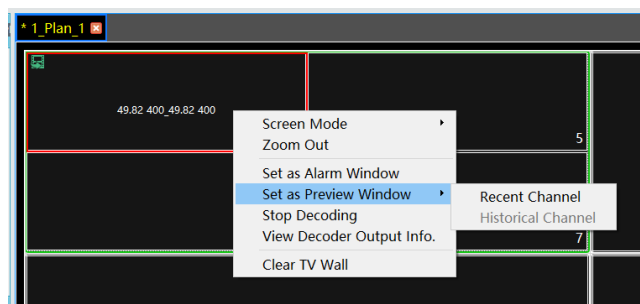 * 1_Plan_1
49.82 400_49.82 400
5
Screen Mode
Zoom Out
Set as Alarm Window
Set as Preview Window
Stop Decoding
View Decoder Output Info.
Clear TV Wall
Recent Channel
Historical Channel
7